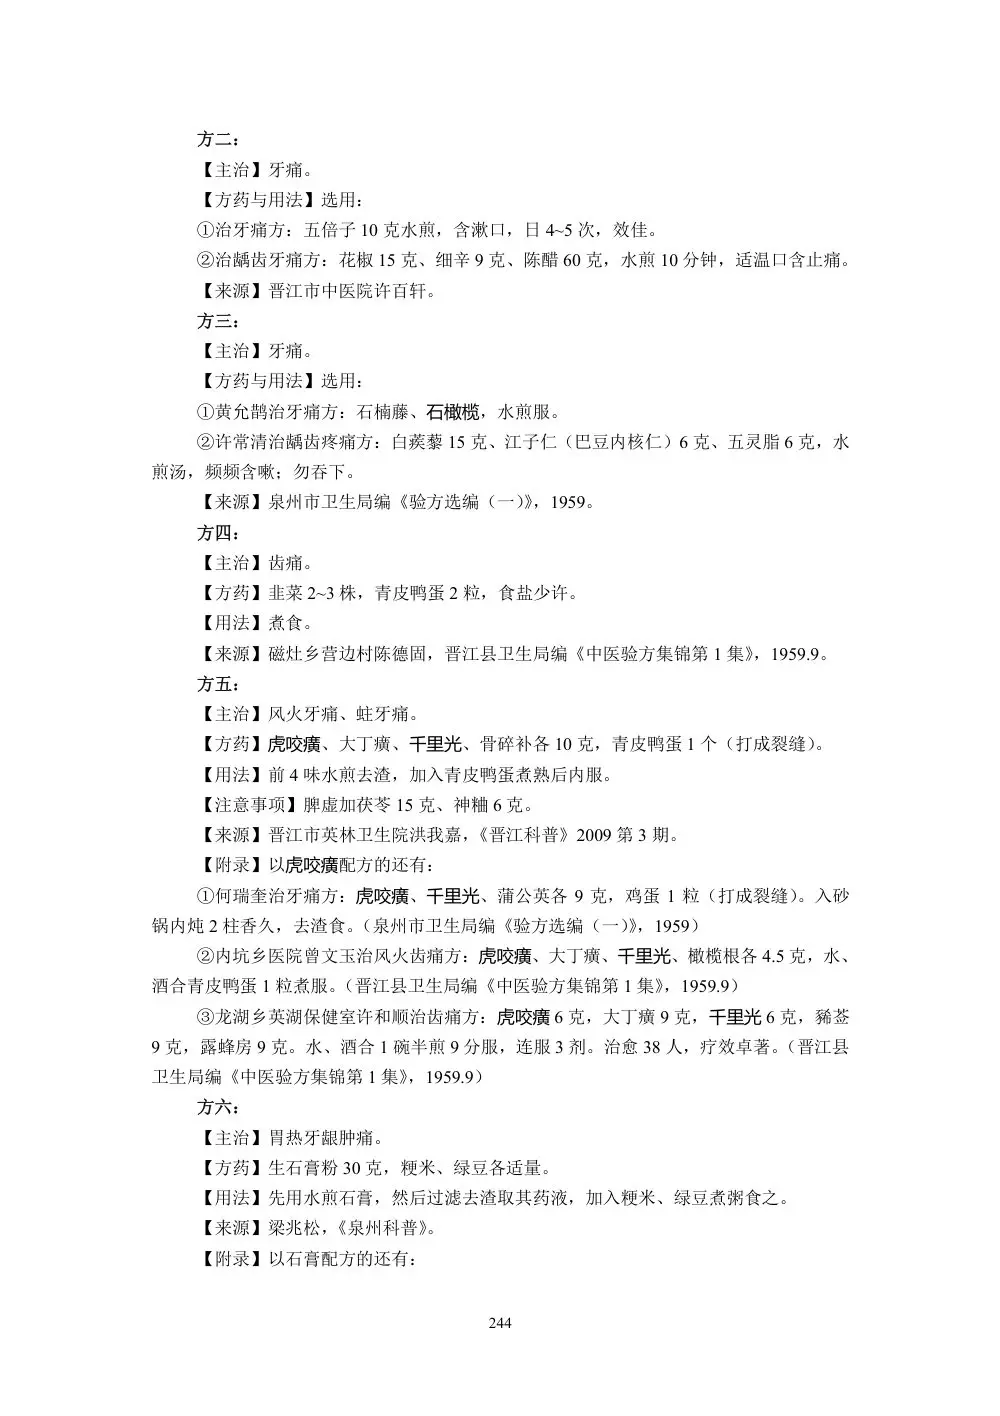 方二：
【主治】牙痛。
【方药与用法】选用：
①治牙痛方：五倍子 10 克水煎，含漱口，日 4~5 次，效佳。
②治龋齿牙痛方：花椒 15 克、细辛 9 克、陈醋 60 克，水煎 10 分钟，适温口含止痛。
【来源】晋江市中医院许百轩。
方三：
【主治】牙痛。
【方药与用法】选用：
①黄允鹊治牙痛方：石楠藤、石橄榄，水煎服。
②许常清治龋齿疼痛方：白蒺藜 15 克、江子仁（巴豆内核仁）6 克、五灵脂 6 克，水
煎汤，频频含嗽；勿吞下。
【来源】泉州市卫生局编《验方选编（一）》，1959。
方四：
【主治】齿痛。
【方药】韭菜 2~3 株，青皮鸭蛋 2 粒，食盐少许。
【用法】煮食。
【来源】磁灶乡营边村陈德固，晋江县卫生局编《中医验方集锦第 1 集》，1959.9。
方五：
【主治】风火牙痛、蛀牙痛。
【方药】虎咬癀、大丁癀、千里光、骨碎补各 10 克，青皮鸭蛋 1 个（打成裂缝）。
【用法】前 4 味水煎去渣，加入青皮鸭蛋煮熟后内服。
【注意事项】脾虚加茯苓 15 克、神粬 6 克。
【来源】晋江市英林卫生院洪我嘉，《晋江科普》2009 第 3 期。
【附录】以虎咬癀配方的还有：
①何瑞奎治牙痛方：虎咬癀、千里光、蒲公英各 9 克，鸡蛋 1 粒（打成裂缝）。入砂
锅内炖 2 柱香久，去渣食。（泉州市卫生局编《验方选编（一）》，1959）
②内坑乡医院曾文玉治风火齿痛方：虎咬癀、大丁癀、千里光、橄榄根各 4.5 克，水、
酒合青皮鸭蛋 1 粒煮服。（晋江县卫生局编《中医验方集锦第 1 集》，1959.9）
③龙湖乡英湖保健室许和顺治齿痛方：虎咬癀 6 克，大丁癀 9 克，千里光 6 克，豨莶
9 克，露蜂房 9 克。水、酒合 1 碗半煎 9 分服，连服 3 剂。治愈 38 人，疗效卓著。（晋江县
卫生局编《中医验方集锦第 1 集》，1959.9）
方六：
【主治】胃热牙龈肿痛。
【方药】生石膏粉 30 克，粳米、绿豆各适量。
【用法】先用水煎石膏，然后过滤去渣取其药液，加入粳米、绿豆煮粥食之。
【来源】梁兆松，《泉州科普》。
【附录】以石膏配方的还有：
244